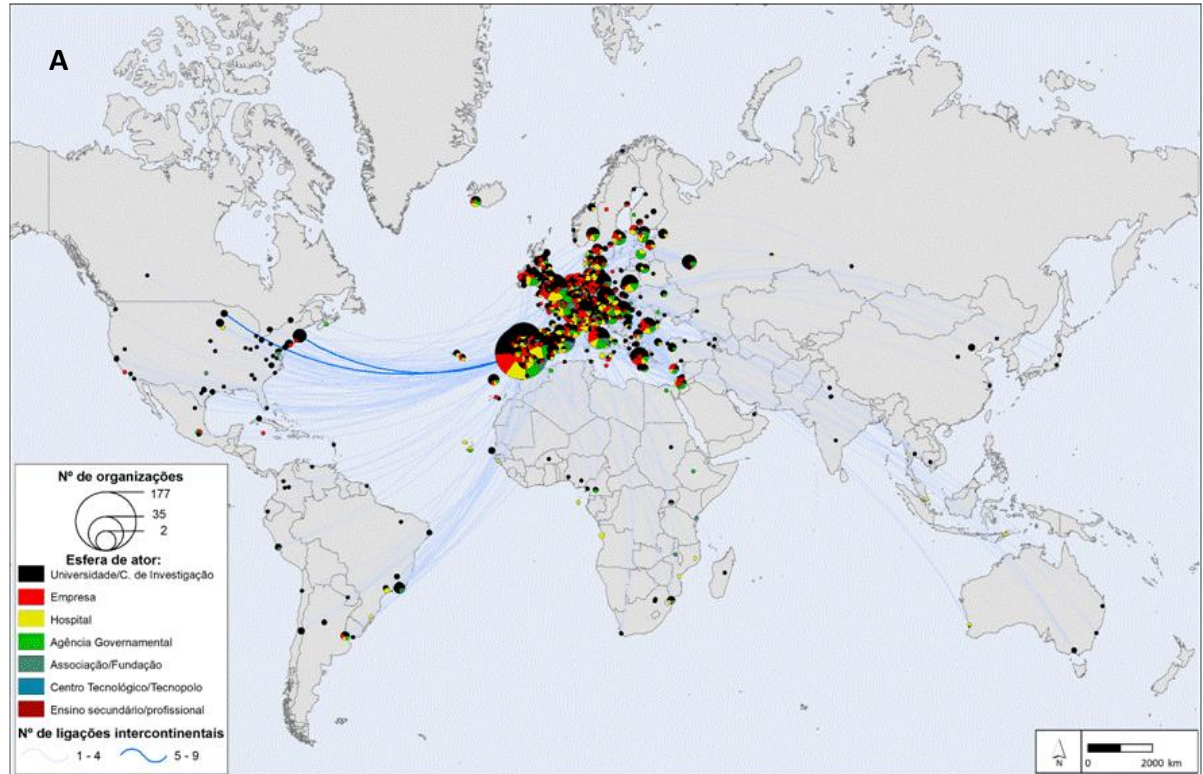 A
Nº de organizações
177
35
2
Esfera de ator:
Universidade/C. de Investigação
Empresa
Hospital
Agência Governamental
Associação/Fundação
Centro Tecnológico/Tecnopolo
Ensino secundário/profissional
Nº de ligações intercontinentais
1 - 4 5 - 9
N
0 2000 km